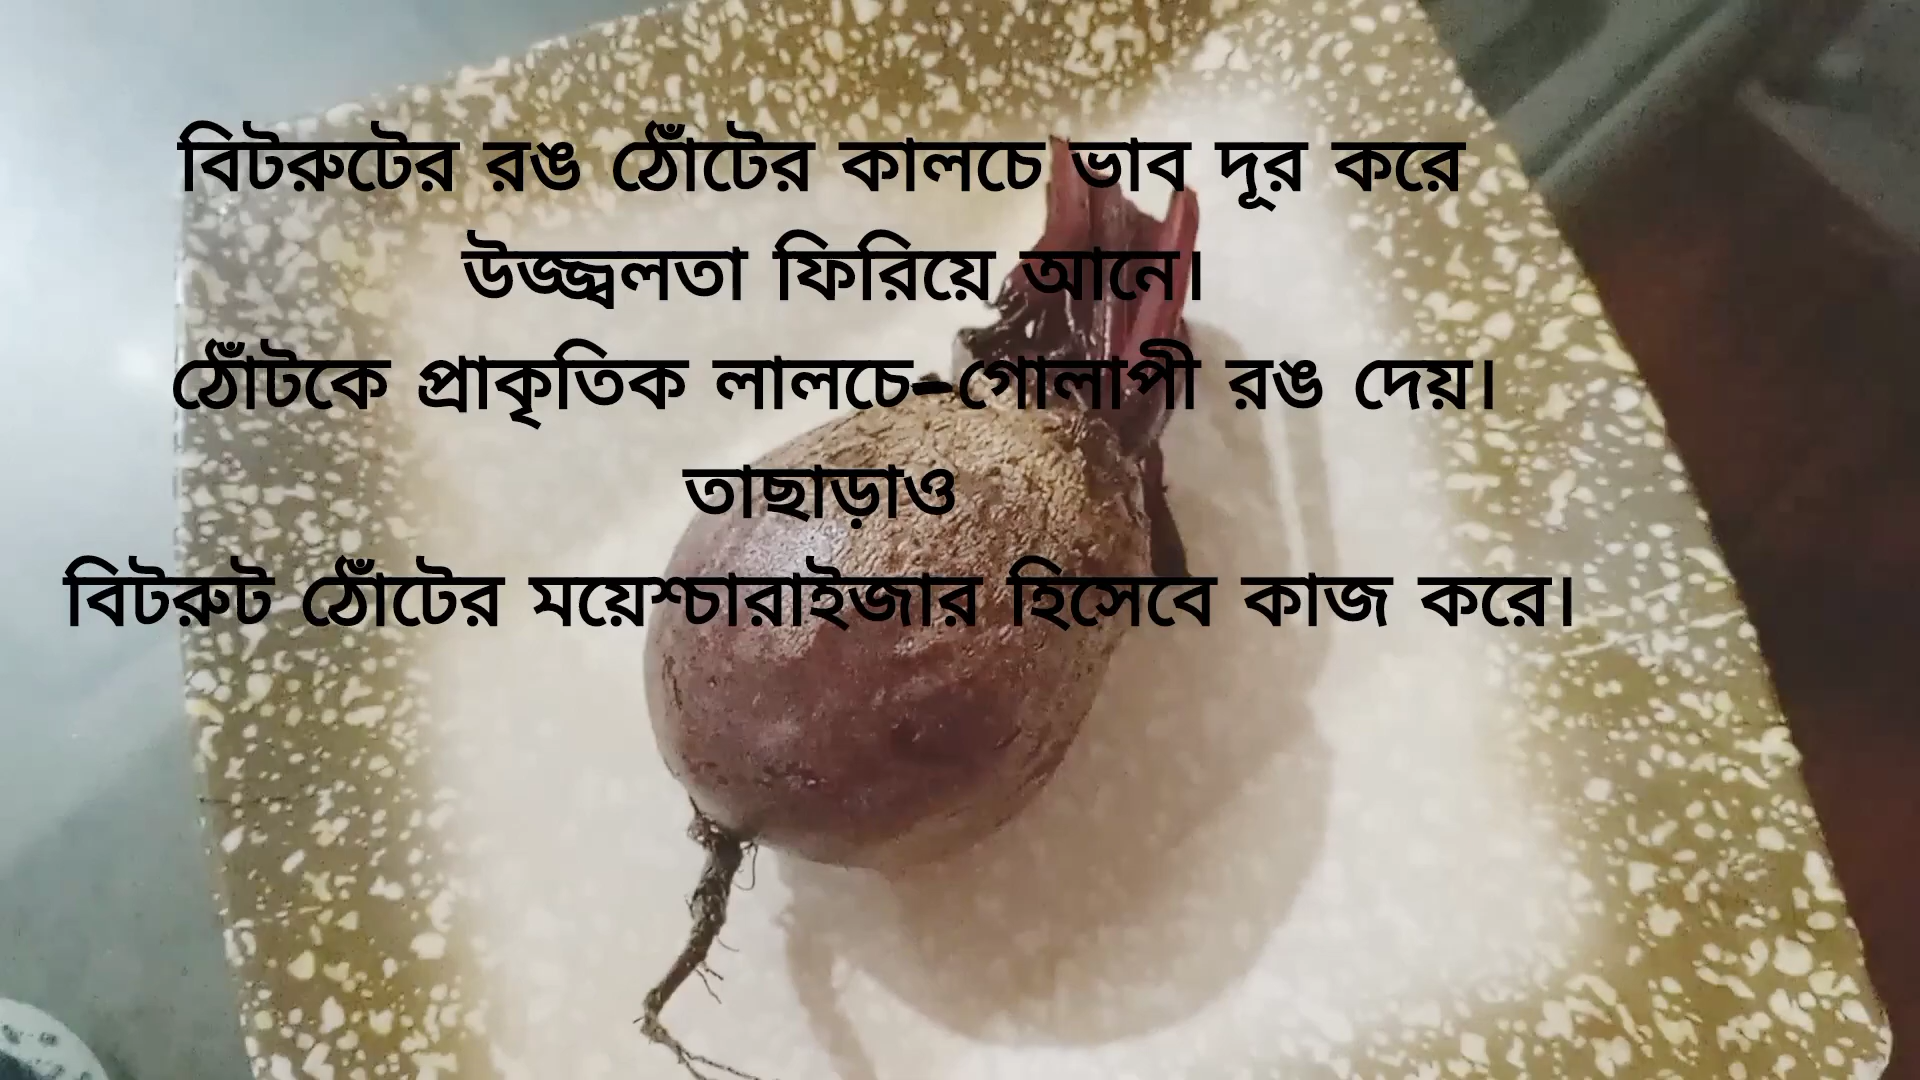 বিটরুটের রঙ ঠোঁটের কালচে ভাব দূর করে
উজ্জ্বলতা ফিরিয়ে আনে।
ঠোঁটকে প্রাকৃতিক লালচে-গোলাপী রঙ দেয়।
তাছাড়াও
বিটরুট ঠোঁটের ময়েশ্চারাইজার হিসেবে কাজ করে।